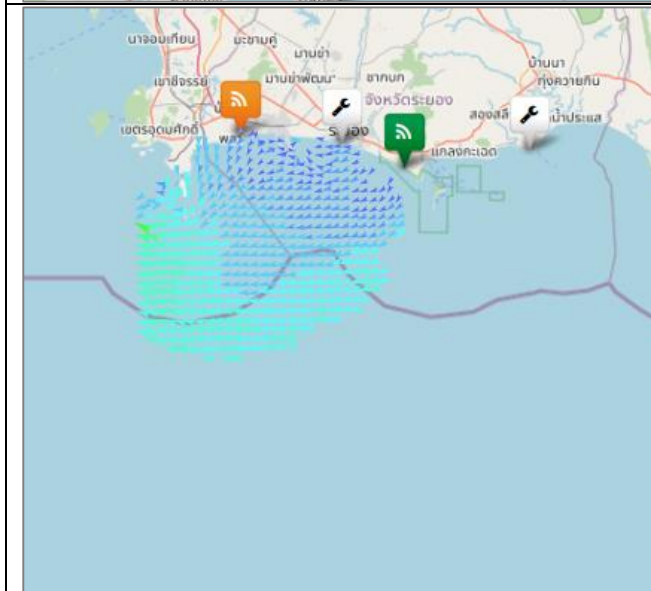 นาจอมเทียน
มะขามคู่
มาบข่า
เขาชีจรรย์
มาบข่าพัฒนา
ชากบก
บ้านนา
ทุ่งควายกิน
จังหวัดระยอง
เขตรอุดมศักดิ์
พลา
แกลงกะเฉด